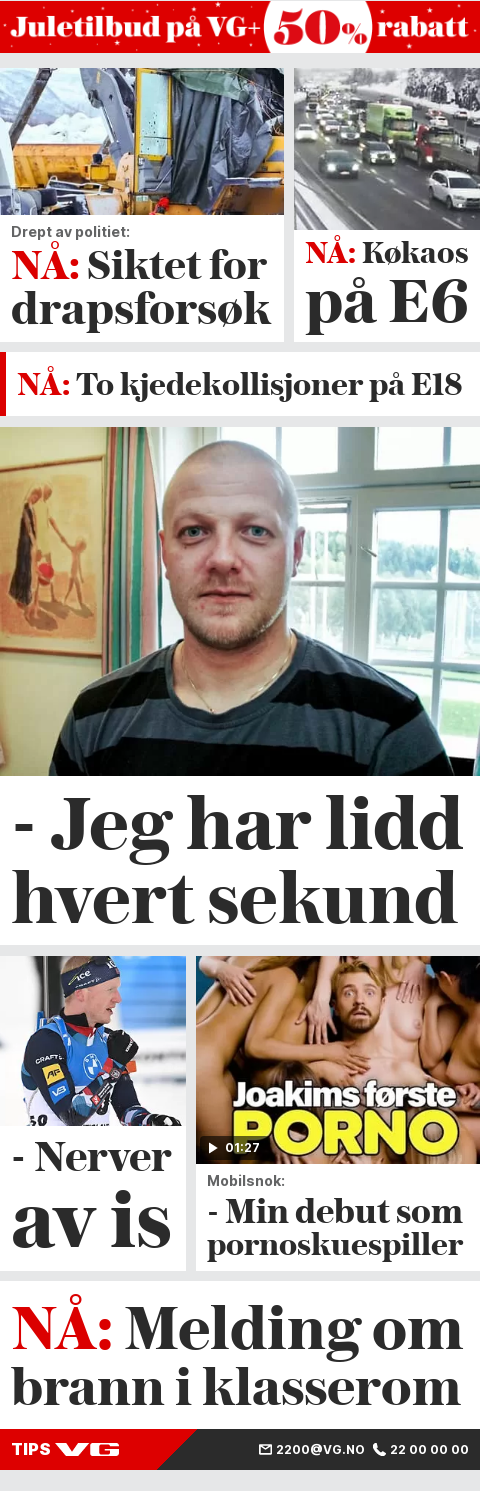 Juletilbud på VG+ 50% rabatt
Drept av politiet:
NÅ: Siktet for
drapsforsøk
NÅ: Køkaos
på E6
NÅ: To kjedekollisjoner på E18
- Jeg har lidd
hvert sekund
ice
CRAFT
- Nerver
av is
Joakims første
PORNO
01:27
Mobilsnok:
- Min debut som
pornoskuespiller
NÅ: Melding om
brann i klasserom
TIPS VG
2200@VG.NO 22 00 00 00